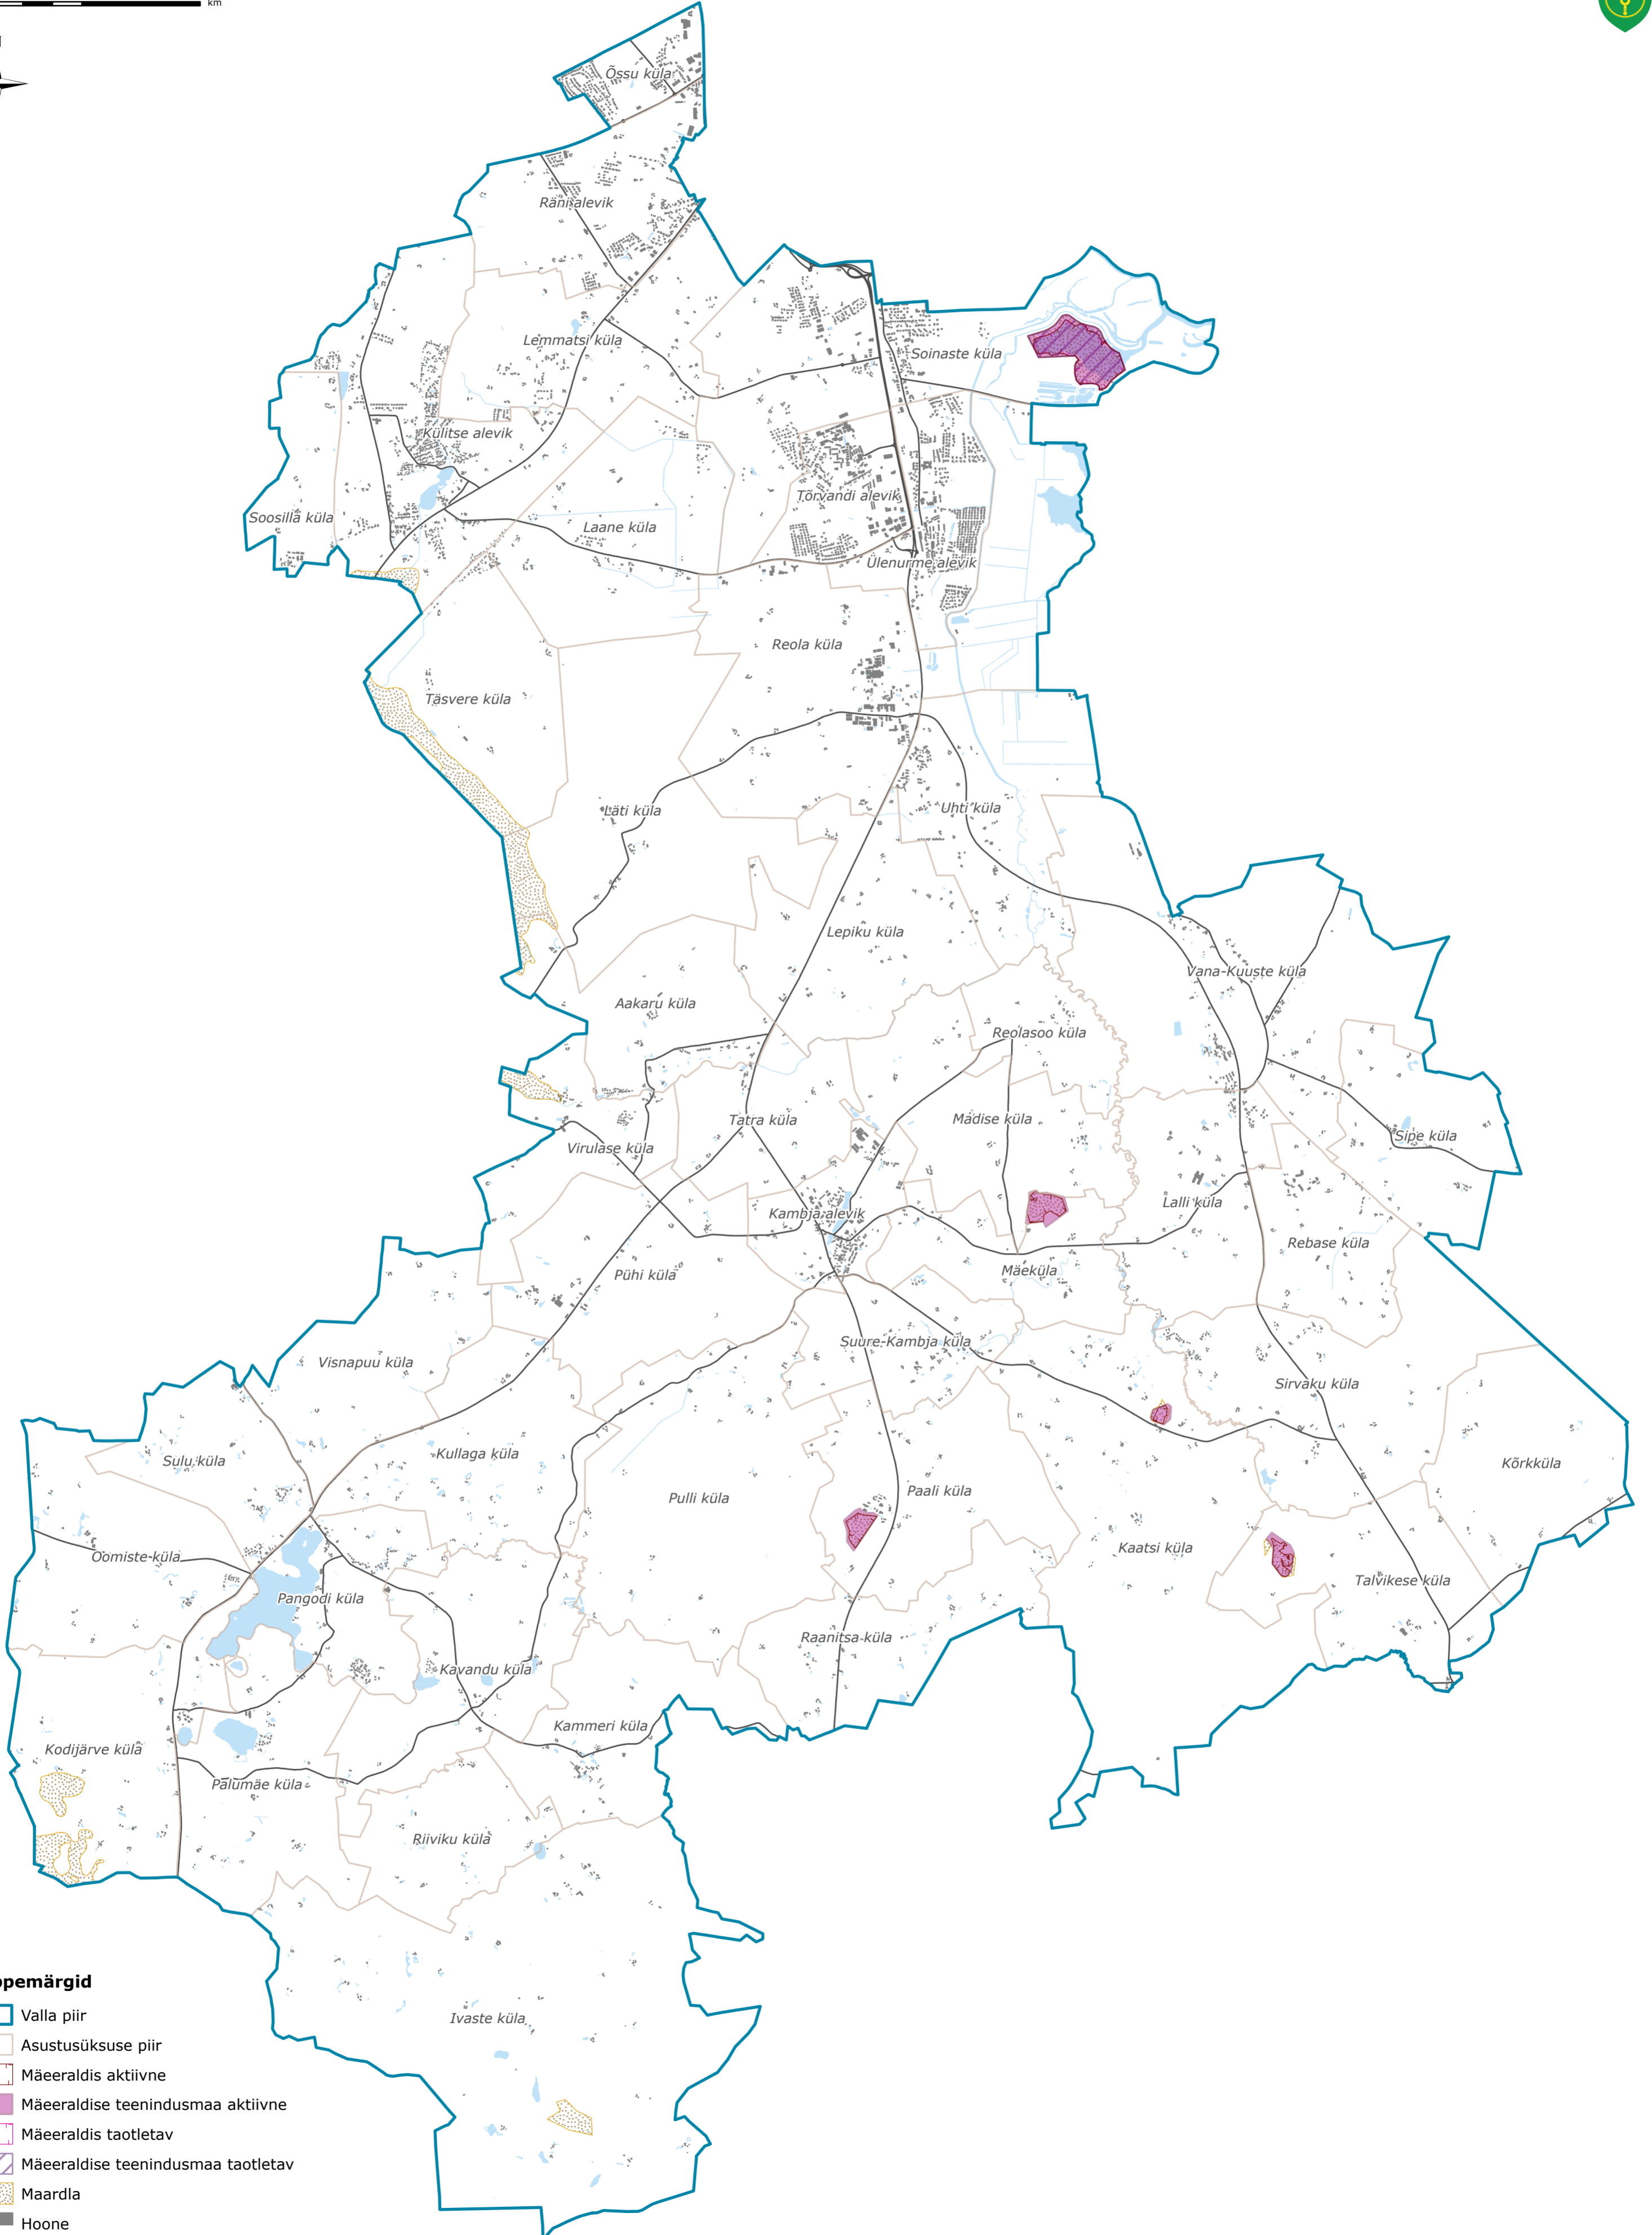 km
Õssu küla
Räni alevik
Lemmatsi küla
Soinaste küla
Külitse alevik
Tõrvandi alevik
Soosilla küla
Laane küla
Ülenurme alevik
Reola küla
Täsvere küla
Läti küla
Uhti küla
Lepiku küla
Vana-Kuuste küla
Aakaru küla
Reolasoo küla
Tatra küla
Madise küla
Sipe küla
Virulase küla
Lalli küla
Kambja alevik
Rebase küla
Pühi küla
Mäeküla
Suure-Kambja küla
Visnapuu küla
Sirvaku küla
Kullaga küla
Sulu küla
Kõrkküla
Paali küla
Pulli küla
Kaatsi küla
Oomiste küla
Talvikese küla
Pangodi küla
Raanitsa küla
Kavandu küla
Kammeri küla
Kodijärve küla
Palumäe küla
Riiviku küla
Ivaste küla
ppemärgid
Valla piir
Asustusüksuse piir
Mäeeraldis aktiivne
Mäeeraldise teenindusmaa aktiivne
Mäeeraldis taotletav
Mäeeraldise teenindusmaa taotletav
Maardla
Hoone